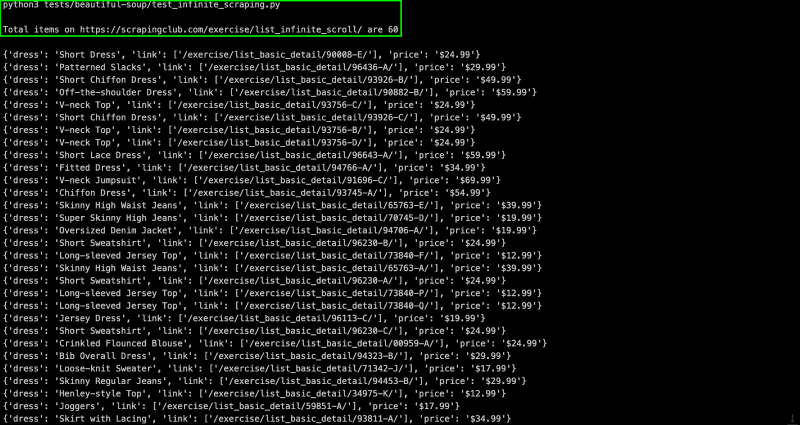 python3 tests/beautiful-soup/test_infinite_scraping.py
Total items on https://scrapingclub.com/exercise/list_infinite_scroll/ are 60
{'dress': 'Short Dress', 'link': ['/exercise/list_basic_detail/90008-E/'], 'price': '$24.99'}
{'dress': 'Patterned Slacks', 'link': ['/exercise/list_basic_detail/96436-A/'], 'price': '$29.99'}
{'dress': 'Short Chiffon Dress', 'link': ['/exercise/list_basic_detail/93926-B/'], 'price': '$49.99'}
{'dress': 'Off-the-shoulder Dress', 'link': ['/exercise/list_basic_detail/90882-B/'], 'price': '$59.99'}
{'dress': 'V-neck Top', 'link': ['/exercise/list_basic_detail/93756-C/'], 'price': '$24.99'}
{'dress': 'Short Chiffon Dress', 'link': ['/exercise/list_basic_detail/93926-C/'], 'price': '$49.99'}
{'dress': 'V-neck Top', 'link': ['/exercise/list_basic_detail/93756-B/'], 'price': '$24.99'}
{'dress': 'V-neck Top', 'link': ['/exercise/list_basic_detail/93756-D/'], 'price': '$24.99'}
{'dress': 'Short Lace Dress', 'link': ['/exercise/list_basic_detail/96643-A/'], 'price': '$59.99'}
{'dress': 'Fitted Dress', 'link': ['/exercise/list_basic_detail/94766-A/'], 'price': '$34.99'}
{'dress': 'V-neck Jumpsuit', 'link': ['/exercise/list_basic_detail/91696-C/'], 'price': '$69.99'}
{'dress': 'Chiffon Dress', 'link': ['/exercise/list_basic_detail/93745-A/'], 'price': '$54.99'}
{'dress': 'Skinny High Waist Jeans', 'link': ['/exercise/list_basic_detail/65763-E/'], 'price': '$39.99'}
{'dress': 'Super Skinny High Jeans', 'link': ['/exercise/list_basic_detail/70745-D/'], 'price': '$19.99'}
{'dress': 'Oversized Denim Jacket', 'link': ['/exercise/list_basic_detail/94706-A/'], 'price': '$19.99'}
{'dress': 'Short Sweatshirt', 'link': ['/exercise/list_basic_detail/96230-B/'], 'price': '$24.99'}
{'dress': 'Long-sleeved Jersey Top', 'link': ['/exercise/list_basic_detail/73840-F/'], 'price': '$12.99'}
{'dress': 'Skinny High Waist Jeans', 'link': ['/exercise/list_basic_detail/65763-A/'], 'price': '$39.99'}
{'dress': 'Short Sweatshirt', 'link': ['/exercise/list_basic_detail/96230-A/'], 'price': '$24.99'}
{'dress': 'Long-sleeved Jersey Top', 'link': ['/exercise/list_basic_detail/73840-P/'], 'price': '$12.99'}
{'dress': 'Long-sleeved Jersey Top', 'link': ['/exercise/list_basic_detail/73840-Q/'], 'price': '$12.99'}
{'dress': 'Jersey Dress', 'link': ['/exercise/list_basic_detail/96113-C/'], 'price': '$19.99'}
{'dress': 'Short Sweatshirt', 'link': ['/exercise/list_basic_detail/96230-C/'], 'price': '$24.99'}
{'dress': 'Crinkled Flounced Blouse', 'link': ['/exercise/list_basic_detail/00959-A/'], 'price': '$24.99'}
{'dress': 'Bib Overall Dress', 'link': ['/exercise/list_basic_detail/94323-B/'], 'price': '$29.99'}
{'dress': 'Loose-knit Sweater', 'link': ['/exercise/list_basic_detail/71342-J/'], 'price': '$17.99'}
{'dress': 'Skinny Regular Jeans', 'link': ['/exercise/list_basic_detail/94453-B/'], 'price': '$29.99'}
{'dress': 'Henley-style Top', 'link': ['/exercise/list_basic_detail/34975-K/'], 'price': '$12.99'}
{'dress': 'Joggers', 'link': ['/exercise/list_basic_detail/59851-A/'], 'price': '$17.99'}
{'dress': 'Skirt with Lacing', 'link': ['/exercise/list_basic_detail/93811-A/'], 'price': '$34.99'}